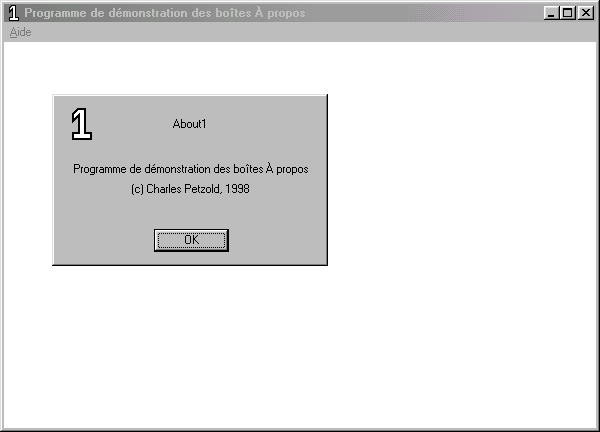 1 Programme de démonstration des boîtes À propos
Aide
1
About1
Programme de démonstration des boîtes À propos
(c) Charles Petzold, 1998
OK